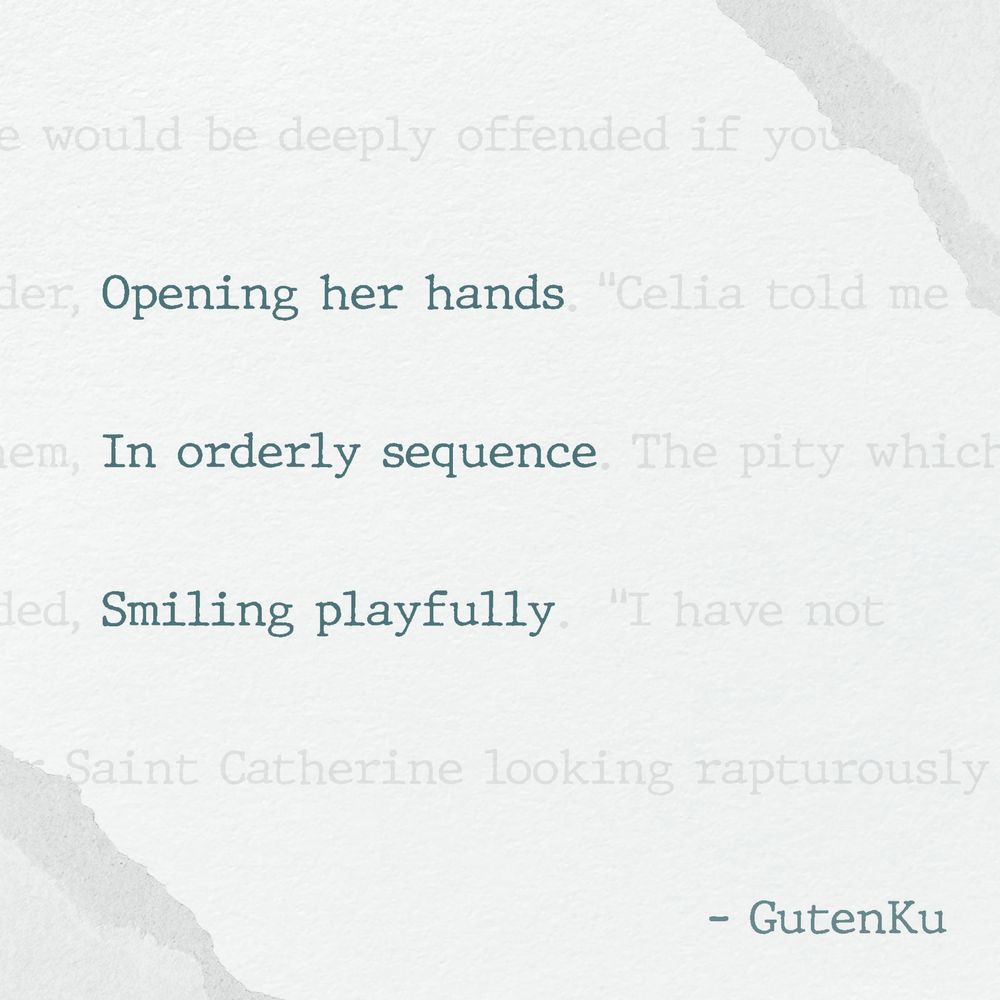 e would be deeply offended if you
der, Opening her hands. "Celia told me
hem, In orderly sequence. The pity which
ded, Smiling playfully. "I have not
Saint Catherine looking rapturously
- GutenKu